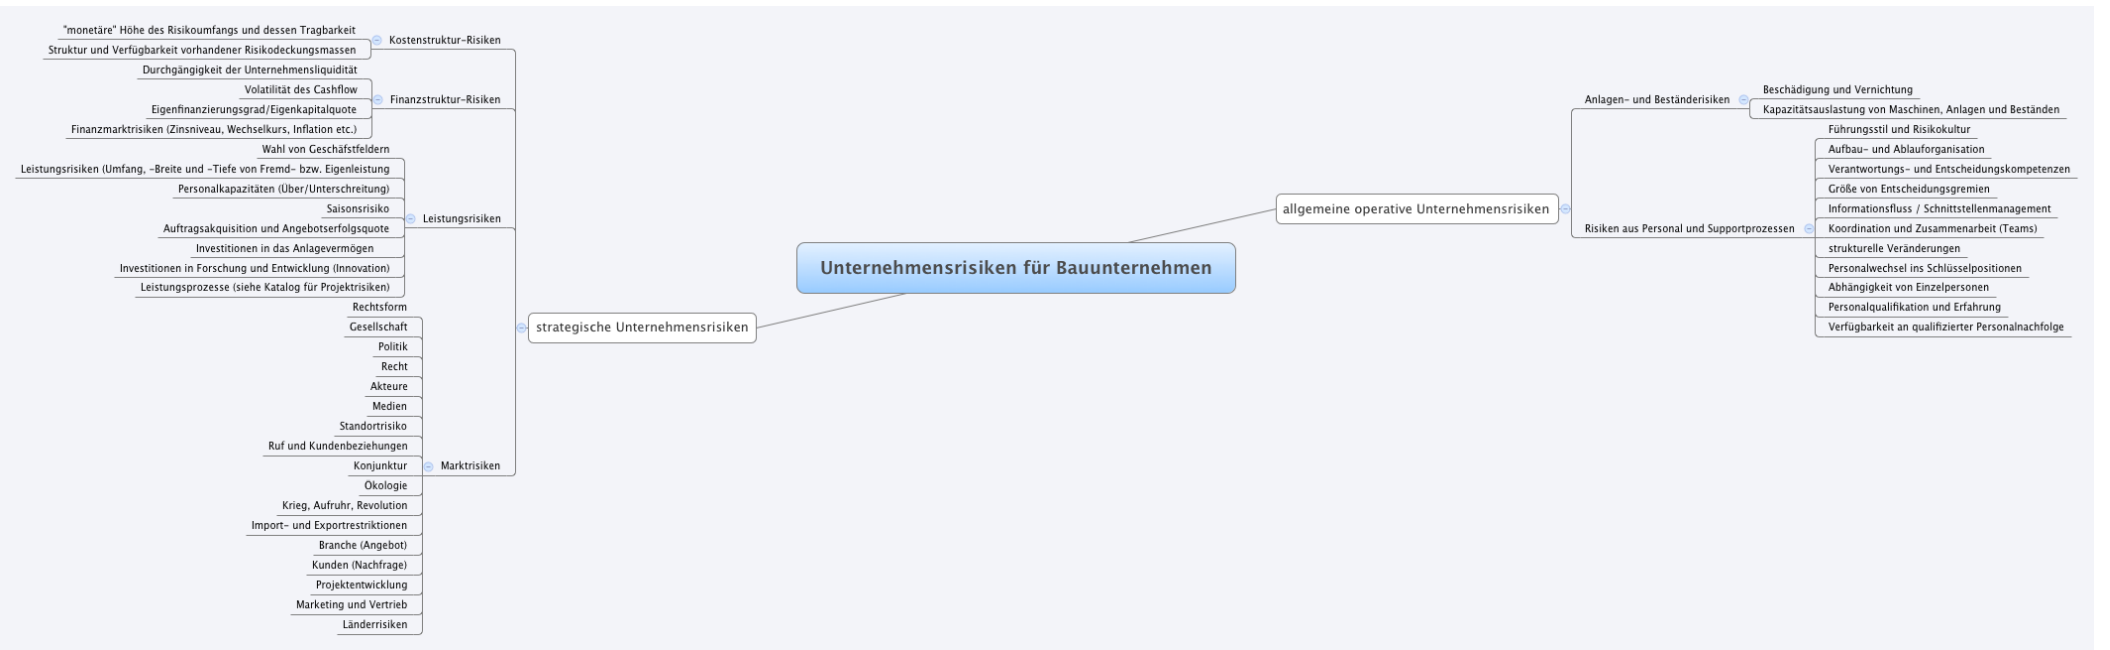 "monetäre" Höhe des Risikoumfangs und dessen Tragbarkeit
Struktur und Verfügbarkeit vorhandener Risikodeckungsmassen
Kostenstruktur-Risiken
Durchgängigkeit der Unternehmensliquidität
Volatilität des Cashflow
Eigenfinanzierungsgrad/Eigenkapitalquote
Finanzmarktrisiken (Zinsniveau, Wechselkurs, Inflation etc.)
Finanzstruktur-Risiken
Wahl von Geschäfstfeldern
Leistungsrisiken (Umfang, -Breite und -Tiefe von Fremd- bzw. Eigenleistung
Personalkapazitäten (Über/Unterschreitung)
Saisonsrisiko
Auftragsakquisition und Angebotserfolgsquote
Investitionen in das Anlagevermögen
Investitionen in Forschung und Entwicklung (Innovation)
Leistungsprozesse (siehe Katalog für Projektrisiken)
Leistungsrisiken
Rechtsform
Gesellschaft
Politik
Recht
Akteure
Medien
Standortrisiko
Ruf und Kundenbeziehungen
Konjunktur
Ökologie
Krieg, Aufruhr, Revolution
Import- und Exportrestriktionen
Branche (Angebot)
Kunden (Nachfrage)
Projektentwicklung
Marketing und Vertrieb
Länderrisiken
Marktrisiken
strategische Unternehmensrisiken
Unternehmensrisiken für Bauunternehmen
allgemeine operative Unternehmensrisiken
Anlagen- und Beständerisiken
Beschädigung und Vernichtung
Kapazitätsauslastung von Maschinen, Anlagen und Beständen
Risiken aus Personal und Supportprozessen
Führungsstil und Risikokultur
Aufbau- und Ablauforganisation
Verantwortungs- und Entscheidungskompetenzen
Größe von Entscheidungsgremien
Informationsfluss / Schnittstellenmanagement
Koordination und Zusammenarbeit (Teams)
strukturelle Veränderungen
Personalwechsel ins Schlüsselpositionen
Abhängigkeit von Einzelpersonen
Personalqualifikation und Erfahrung
Verfügbarkeit an qualifizierter Personalnachfolge